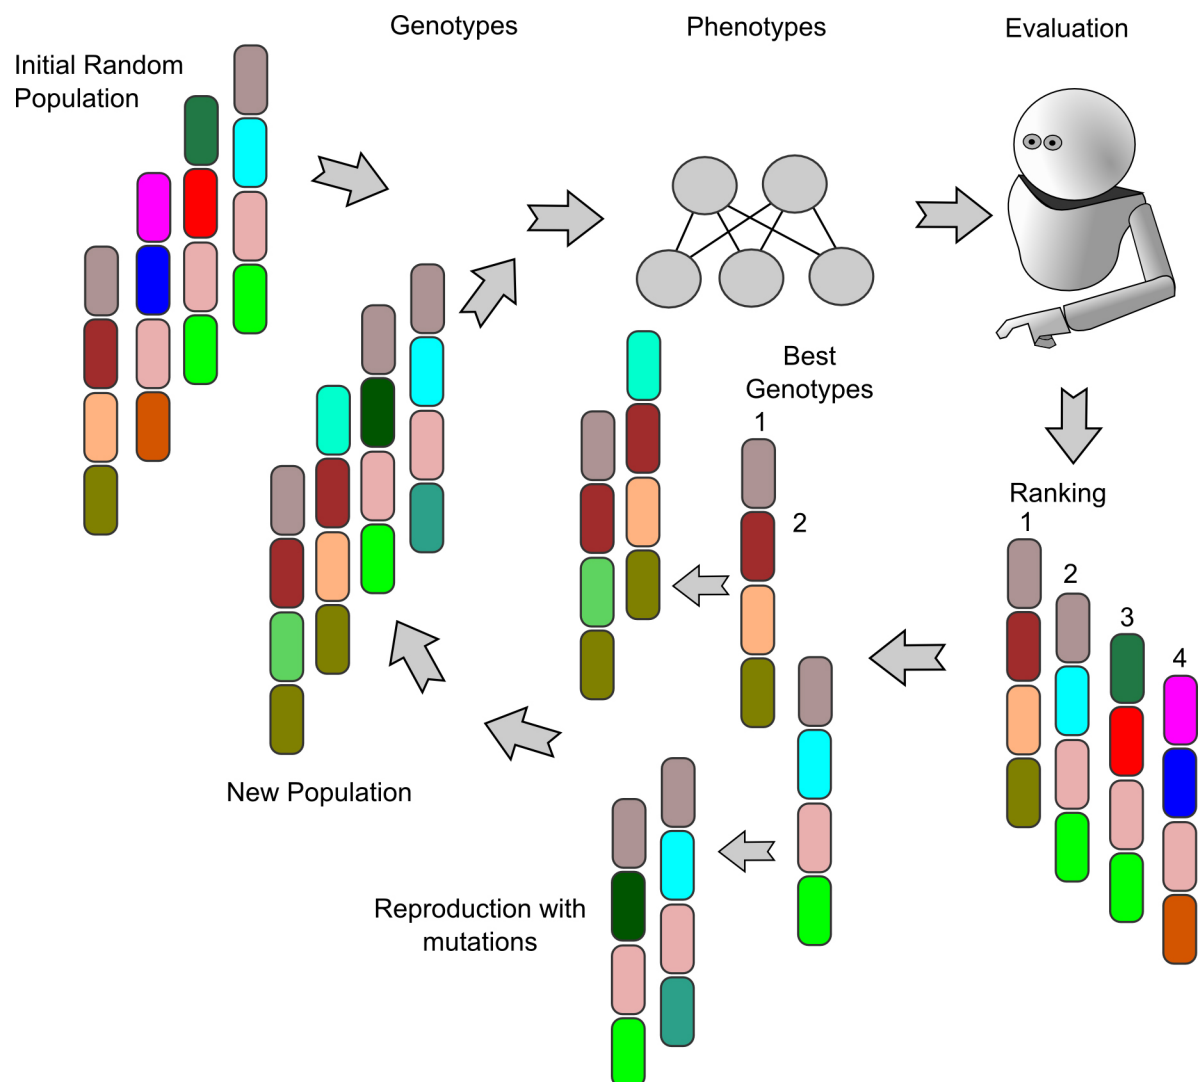 Genotypes
Phenotypes
Evaluation
Initial Random
Population
Best
Genotypes
1
2
Ranking
1
2
3
4
New Population
Reproduction with
mutations